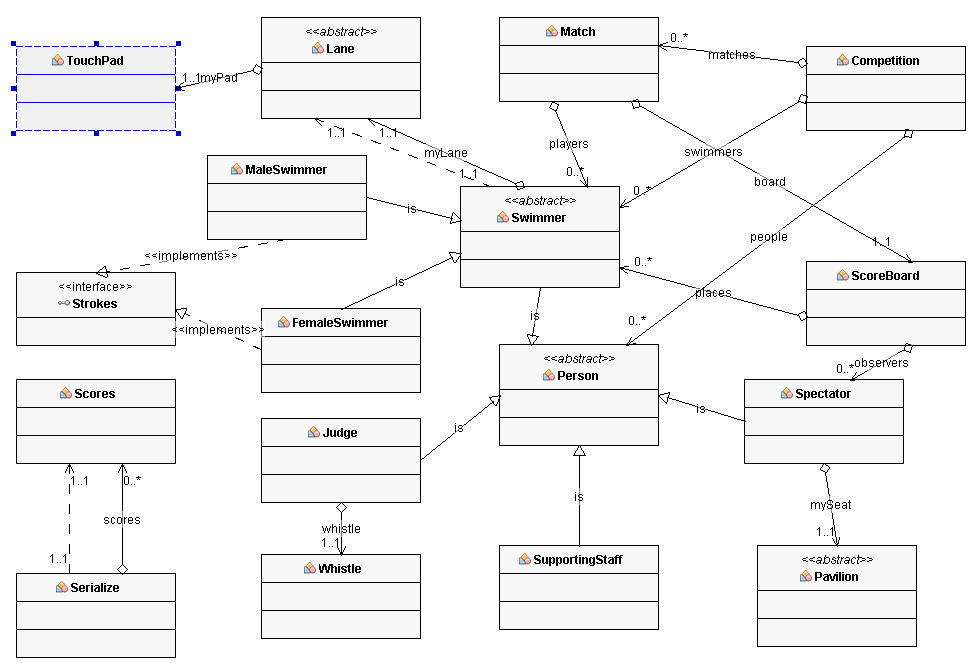 TouchPad
<<abstract>>
Lane
Match
Competition
1..1
myPad
0..*
matches
1..1
1..1
myLane
1..1
players
0..*
swimmers
0..*
board
1..1
people
0..*
MaleSwimmer
is
<<abstract>>
Swimmer
<<implements>>
<<interface>>
Strokes
<<implements>>
is
FemaleSwimmer
0..*
places
ScoreBoard
is
<<abstract>>
Person
observers
0..*
Scores
Judge
is
is
Spectator
1..1
0..*
scores
1..1
whistle
1..1
is
mySeat
1..1
Serialize
Whistle
SupportingStaff
<<abstract>>
Pavilion